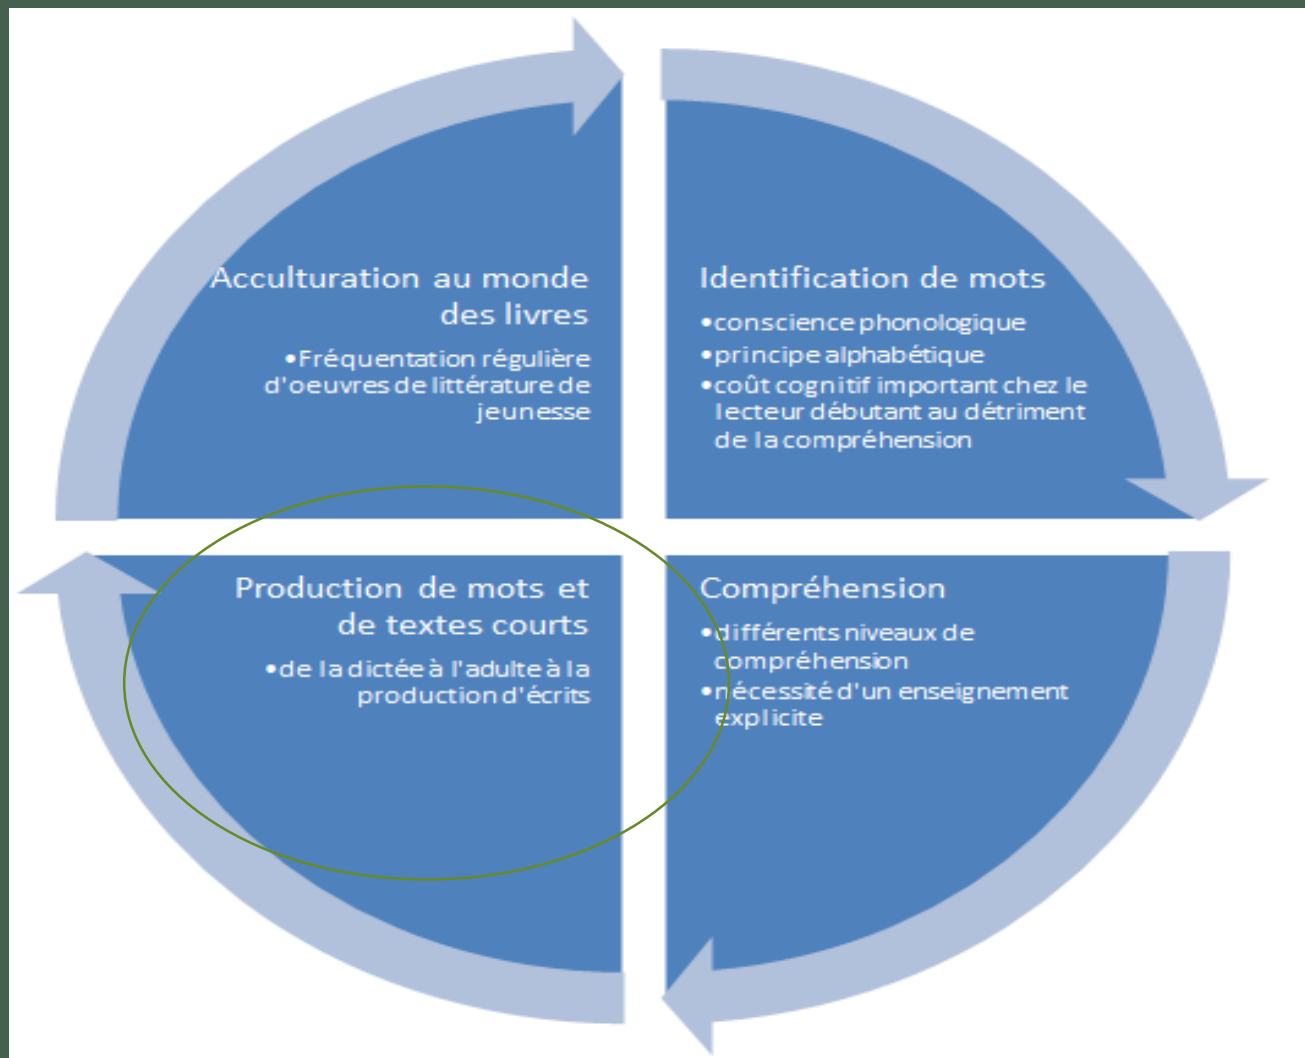 Acculturation au monde
des livres
•Fréquentation régulière
d'oeuvres de littérature de
jeunesse
Identification de mots
•conscience phonologique
•principe alphabétique
•coût cognitif important chez le
lecteur débutant au détriment
de la compréhension
Production de mots et
de textes courts
•de la dictée à l'adulte à la
production d'écrits
Compréhension
•différents niveaux de
compréhension
•nécessité d'un enseignement
explicite